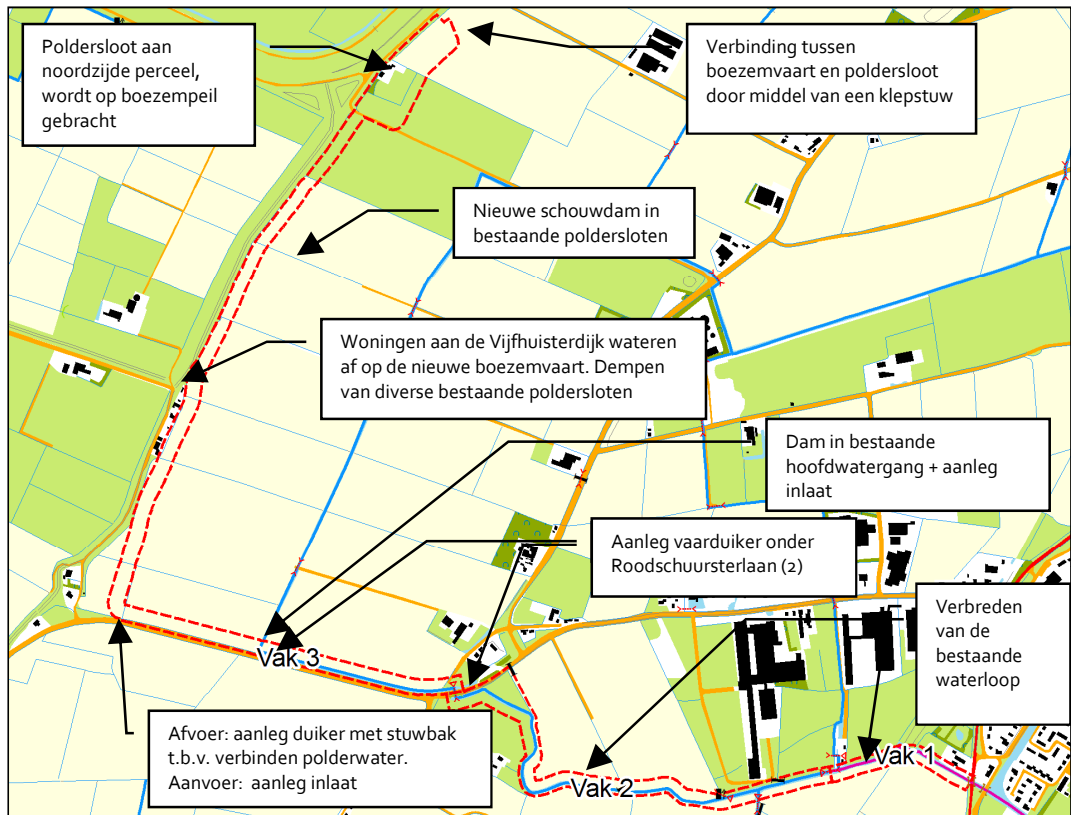 Poldersloot aan
noordzijde perceel,
wordt op boezempeil
gebracht
Verbinding tussen
boezemvaart en poldersloot
door middel van een klepstuw
Nieuwe schouwdam in
bestaande poldersloten
Woningen aan de Vijfhuisterdijk wateren
af op de nieuwe boezemvaart. Dempen
van diverse bestaande poldersloten
Dam in bestaande
hoofdwatergang + aanleg
inlaat
Aanleg vaarduiker onder
Roodschuursterlaan (2)
Verbreden
van de
bestaande
waterloop
Vak 3
Afvoer: aanleg duiker met stuwbak
t.b.v. verbinden polderwater.
Aanvoer: aanleg inlaat
Vak 2
Vak 1